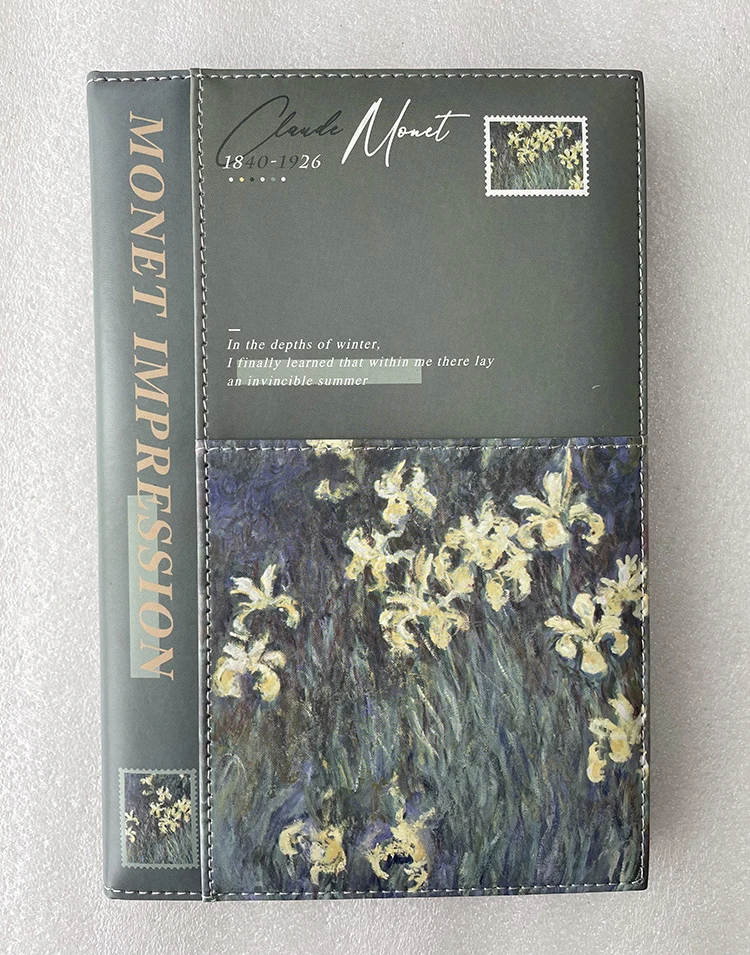 MONET IMPRESSION
Claude Monet
1840-1926
In the depths of winter,
I finally learned that within me there lay
an invincible summer